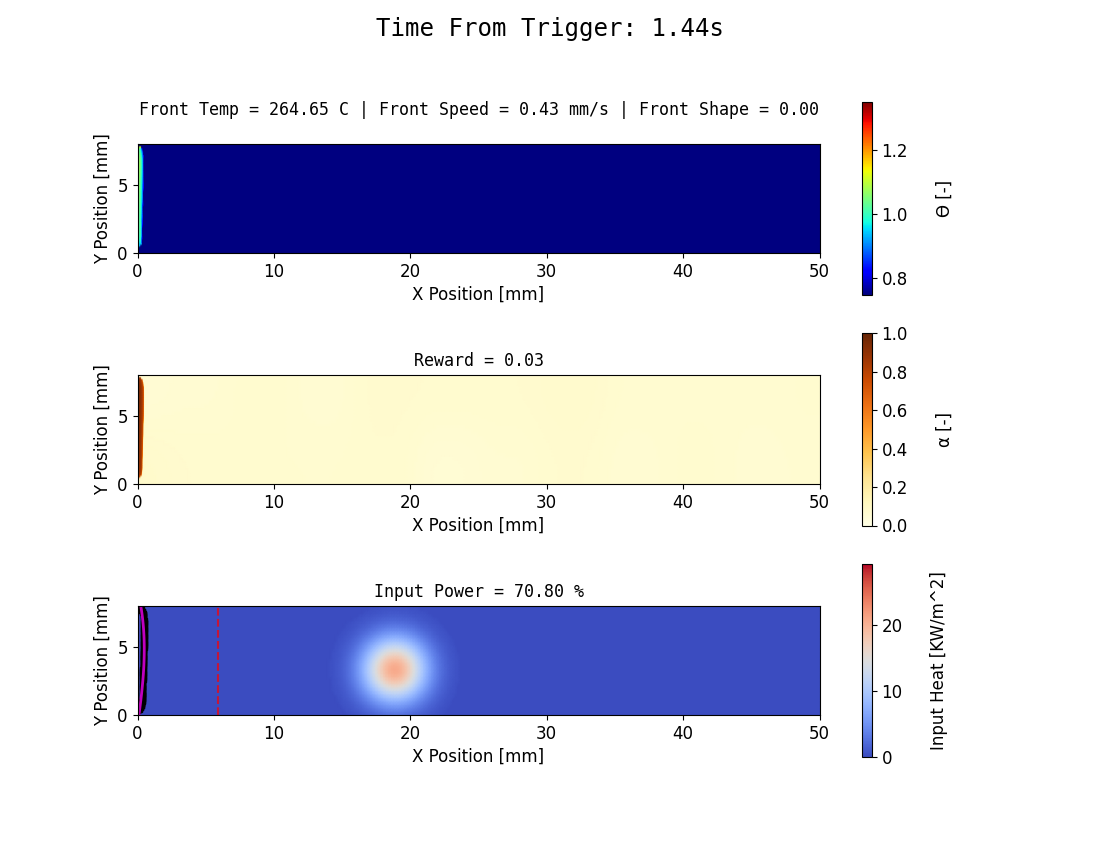 Time From Trigger: 1.44s
Front Temp = 264.65 C | Front Speed = 0.43 mm/s | Front Shape = 0.00
Y Position [mm]
5
0
0 10 20 30 40 50
X Position [mm]
1.2
1.0
0.8
Θ [-]
Reward = 0.03
Y Position [mm]
5
0
0 10 20 30 40 50
X Position [mm]
1.0
0.8
0.6
0.4
0.2
0.0
α [-]
Input Power = 70.80 %
Y Position [mm]
5
0
0 10 20 30 40 50
X Position [mm]
20
10
0
Input Heat [KW/m^2]